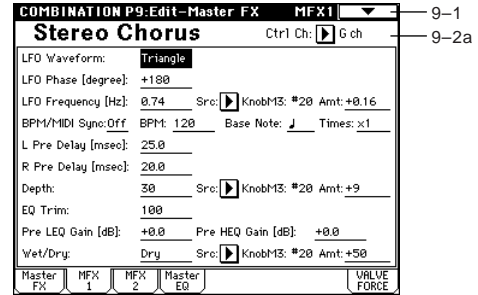 COMBINATION P9:Edit-Master FX MFX1
9–1
Stereo Chorus Ctrl Ch: G ch
9–2a
LFO Waveform: Triangle
LFO Phase [degree]: +180
LFO Frequency [Hz]: 0.74 Src: KnobM3: #20 Amt: +0.16
BPM/MIDI Sync: Off BPM: 120 Base Note: ♩ Times: x1
L Pre Delay [msec]: 25.0
R Pre Delay [msec]: 20.0
Depth: 30 Src: KnobM3: #20 Amt: +9
EQ Trim: 100
Pre LEQ Gain [dB]: +0.0 Pre HEQ Gain [dB]: +0.0
Wet/Dry: Dry Src: KnobM3: #20 Amt: +50
Master FX MFX 1 MFX 2 Master EQ VALVE FORCE